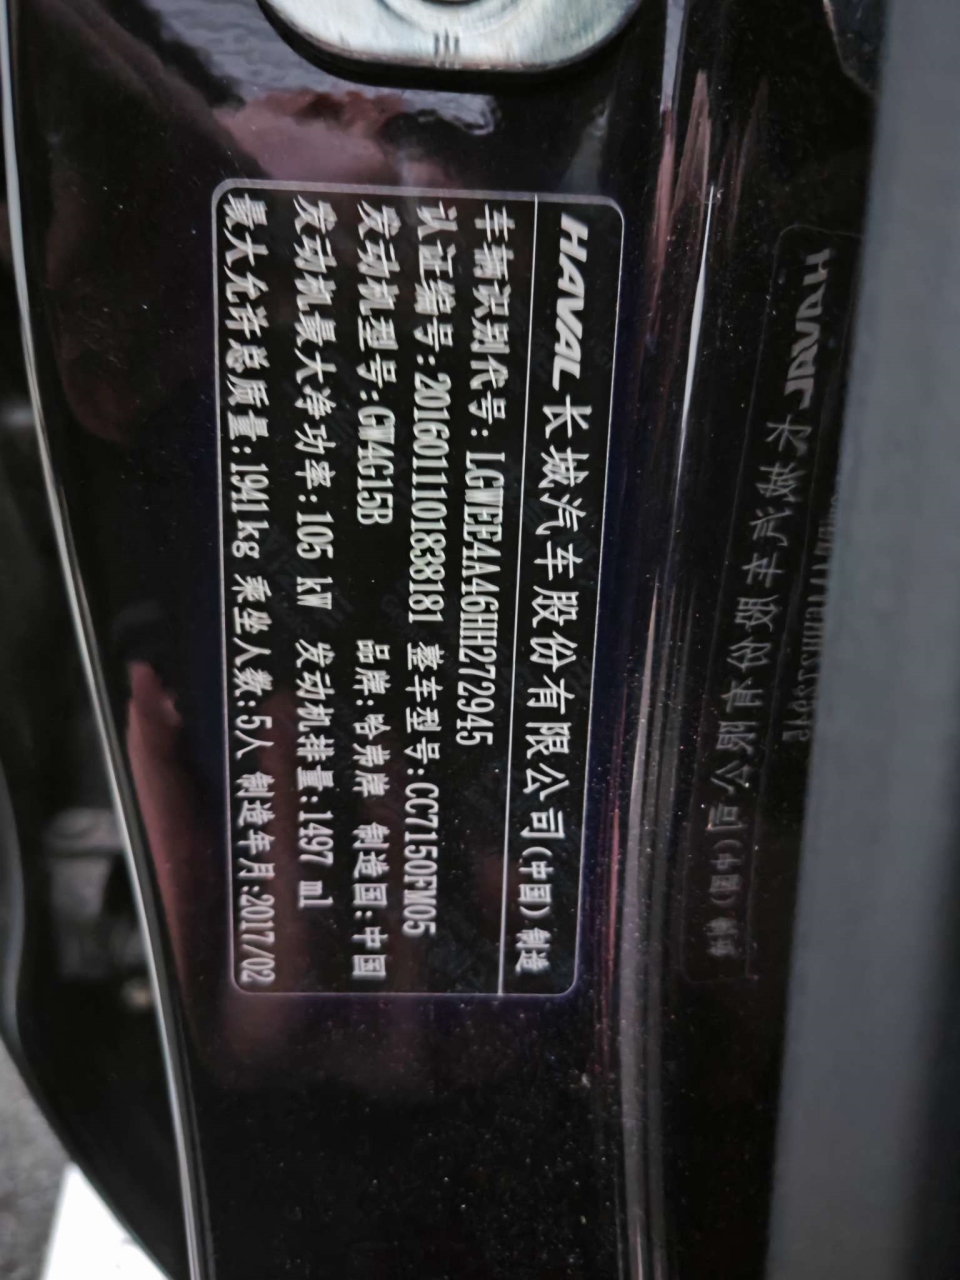 HAVAL 长城汽车股份有限公司(中国)制造
车辆识别代号:LGWEE4A46HH272945
认证编号:2016011101838181 整车型号:CC7150FM05
发动机型号:GW4G15B 品牌:哈弗牌 制造国:中国
发动机最大净功率:105 kW 发动机排量:1497 ml
最大允许总质量:1941kg 乘坐人数:5人 制造年月:2017/02